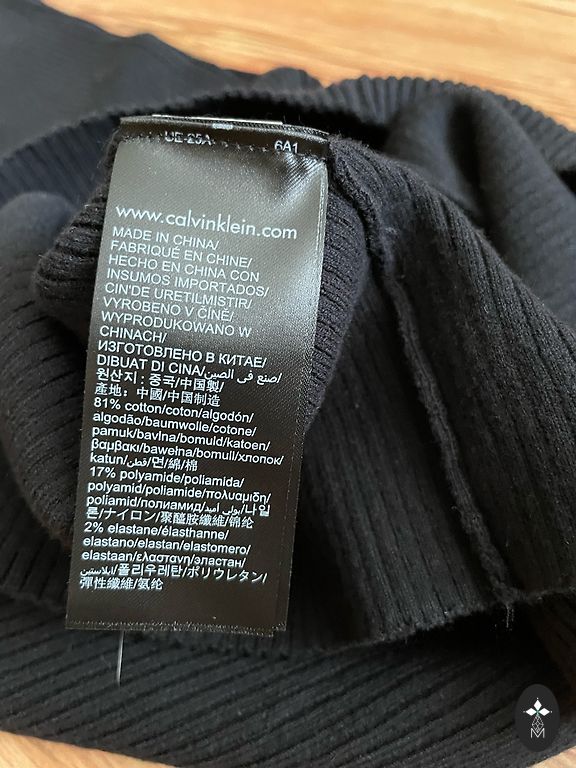 UE-25A 6A1
www.calvinklein.com
MADE IN CHINA/
FABRIQUÉ EN CHINE/
HECHO EN CHINA CON
INSUMOS IMPORTADOS/
CIN'DE URETILMISTIR/
VYROBENO V ČÍNĚ/
WYPRODUKOWANO W
CHINACH/
ИЗГОТОВЛЕНО В КИТАЕ/
DIBUAT DI CINA/صنع في الصين/
원산지 : 중국/中国製/
產地: 中國/中国制造
81% cotton/coton/algodón/
algodão/baumwolle/cotone/
pamuk/bavlna/bomuld/katoen/
βαμβακι/bawełna/bomull/хлопок/
katun/قطن/면/綿/棉
17% polyamide/poliamida/
polyamid/poliamide/πολυαμιδη/
poliamid/полиамид/بولي أميد/나일
론/ナイロン/聚醯胺纖維/锦纶
2% elastane/élasthanne/
elastano/elastan/elastomero/
elastaan/ελαστανη/эластан/
ایلاستين/폴리우레탄/ポリウレタン/
彈性纖維/氨纶
M